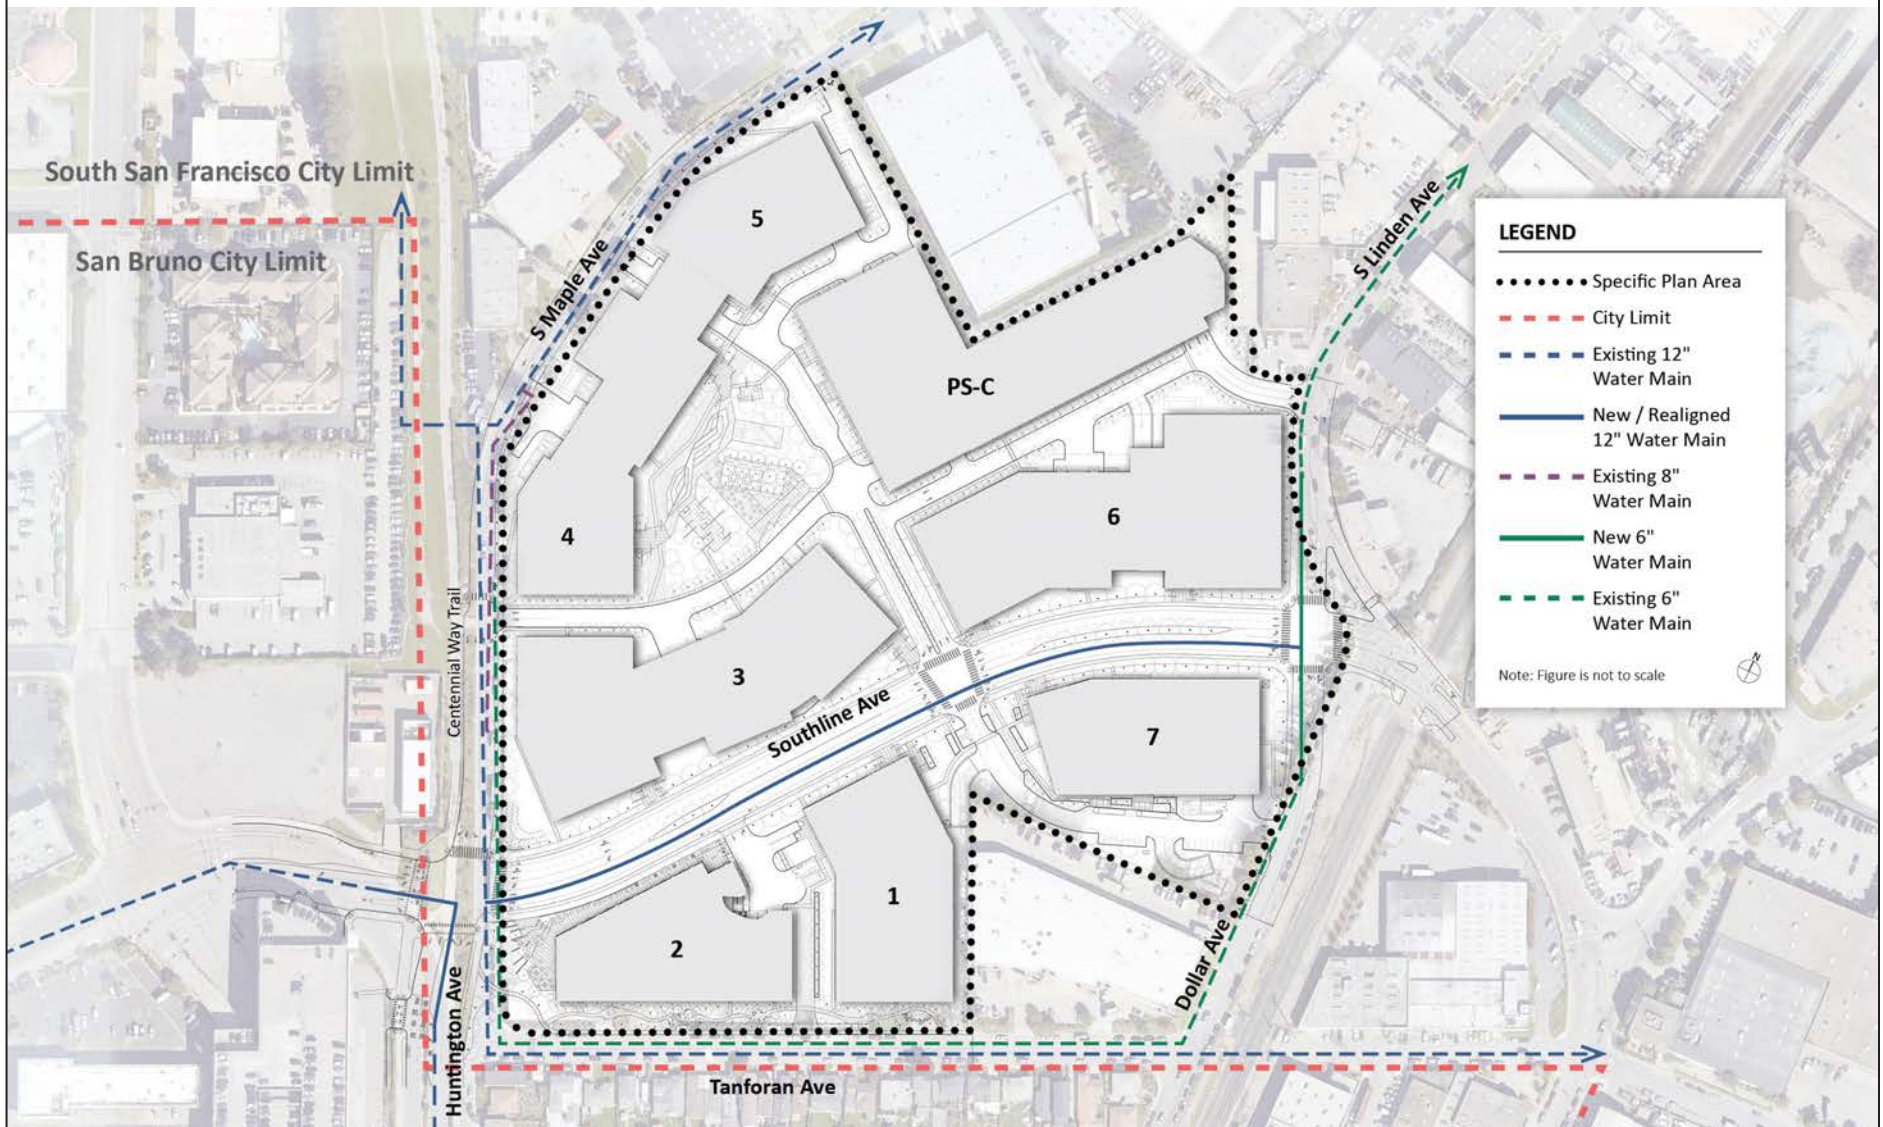 South San Francisco City Limit
San Bruno City Limit
S Maple Ave
S Linden Ave
5
PS-C
4
6
3
7
Southline Ave
1
2
Centennial Way Trail
Huntington Ave
Dollar Ave
Tanforan Ave
LEGEND
Specific Plan Area
City Limit
Existing 12"
Water Main
New / Realigned
12" Water Main
Existing 8"
Water Main
New 6"
Water Main
Existing 6"
Water Main
Note: Figure is not to scale
N